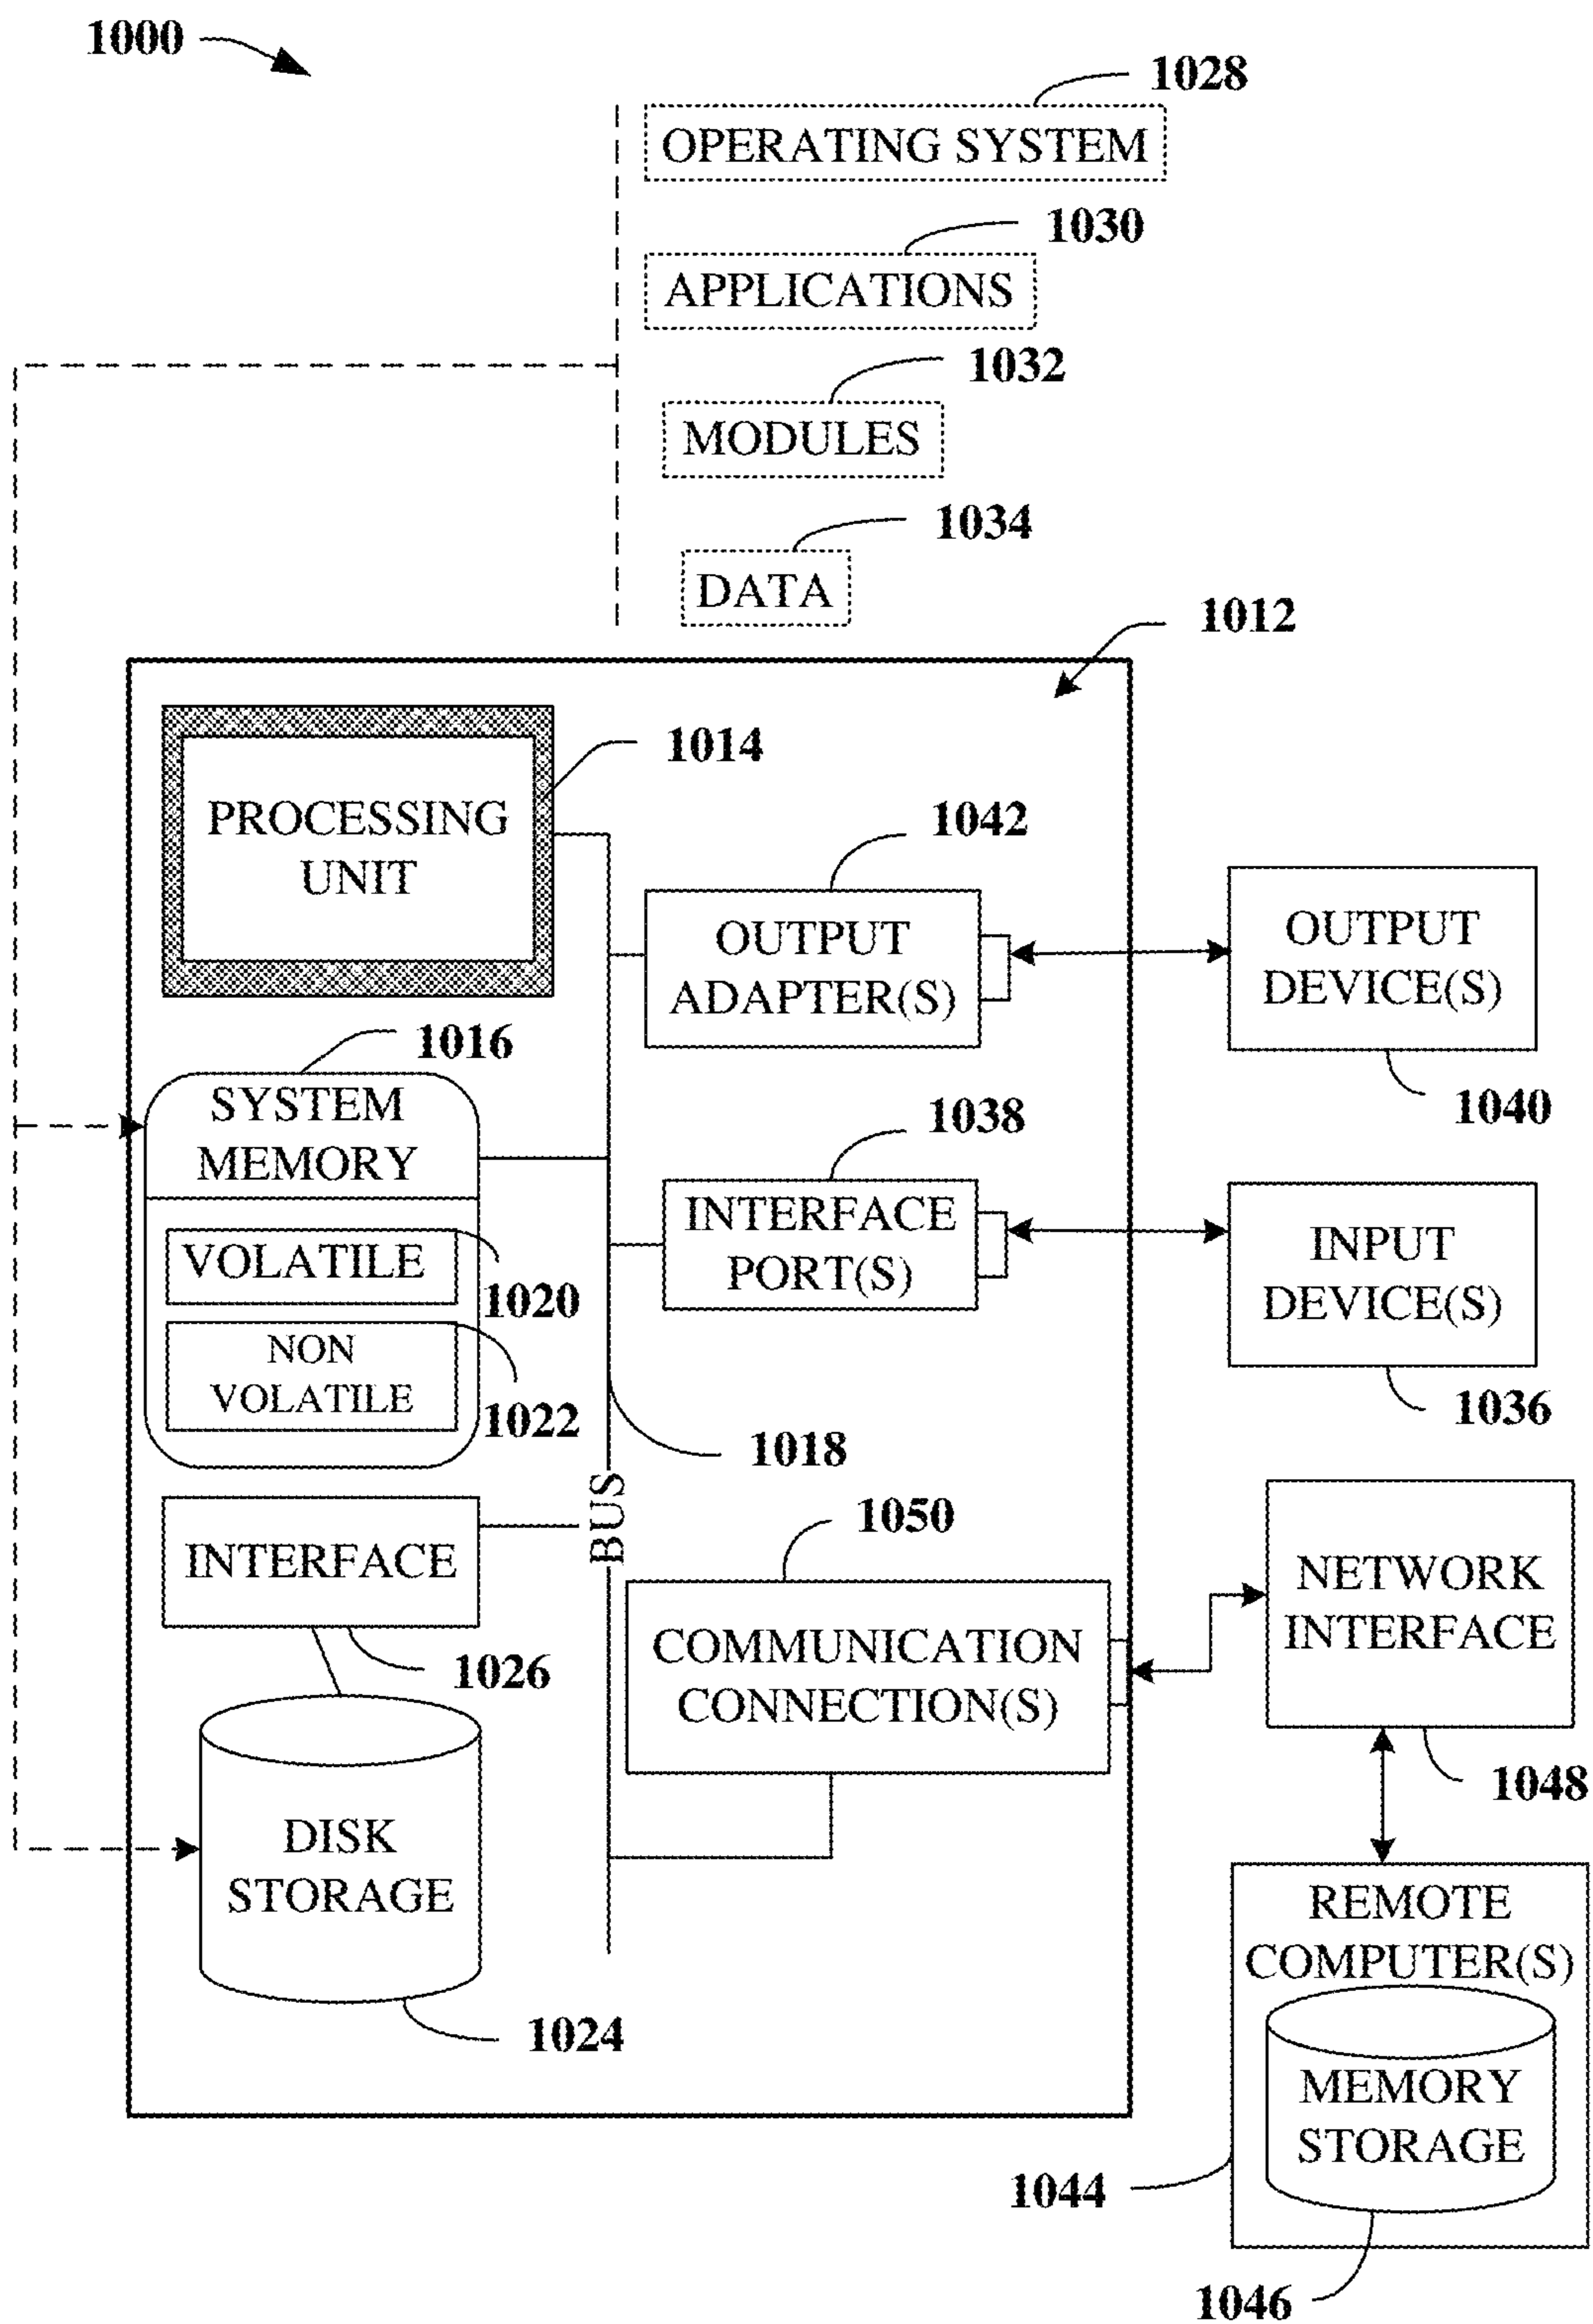 1000
1028
OPERATING SYSTEM
1030
APPLICATIONS
1032
MODULES
1034
DATA
1012
1014
PROCESSING
UNIT
1042
OUTPUT
ADAPTER(S)
OUTPUT
DEVICE(S)
1040
1016
SYSTEM
MEMORY
VOLATILE
1020
NON
VOLATILE
1022
1038
INTERFACE
PORT(S)
INPUT
DEVICE(S)
1036
1018
BUS
INTERFACE
1026
1050
COMMUNICATION
CONNECTION(S)
NETWORK
INTERFACE
1048
DISK
STORAGE
1024
REMOTE
COMPUTER(S)
MEMORY
STORAGE
1044
1046